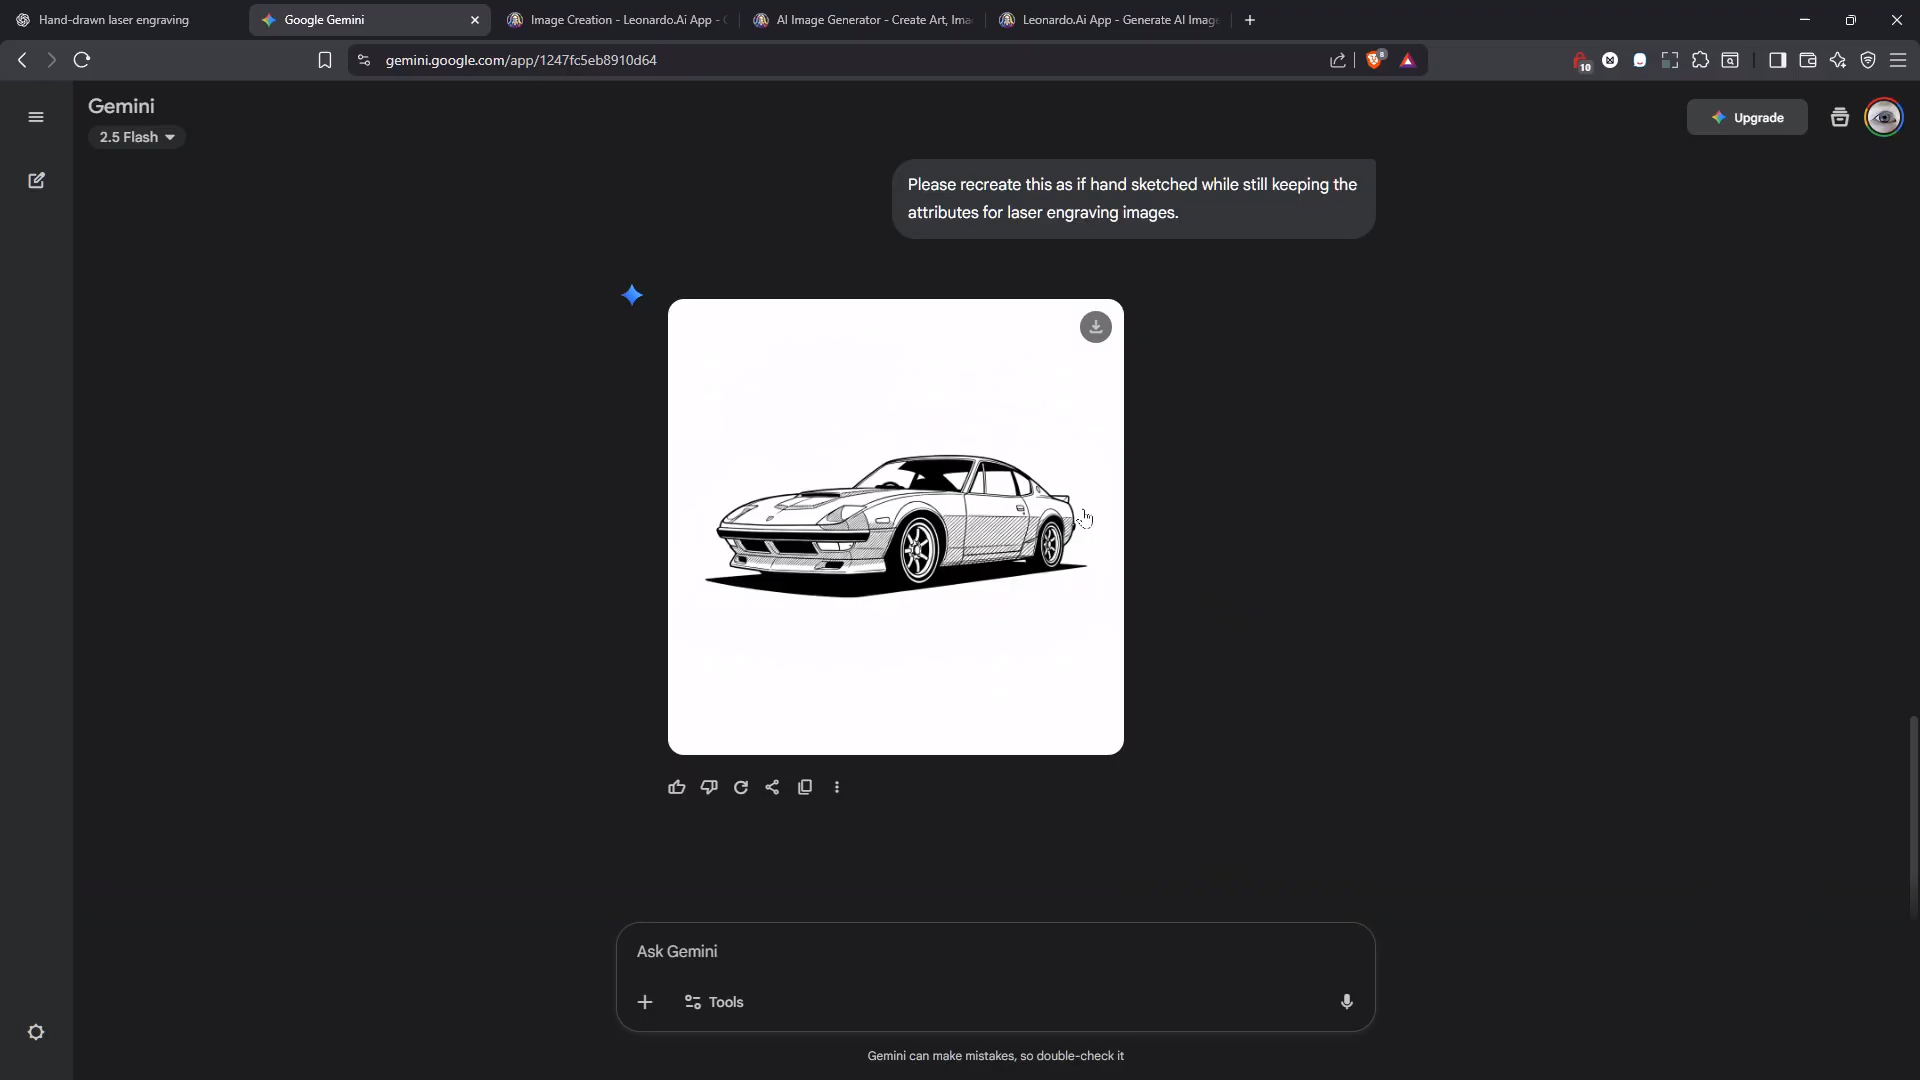 Hand-drawn laser engraving
Google Gemini
Image Creation - Leonardo.Ai App -
AI Image Generator - Create Art, Ima
Leonardo.Ai App - Generate AI Imag
gemini.google.com/app/1247fc5eb8910d64
8
10
Gemini
2.5 Flash
Upgrade
Please recreate this as if hand sketched while still keeping the
attributes for laser engraving images.
Ask Gemini
Tools
Gemini can make mistakes, so double-check it